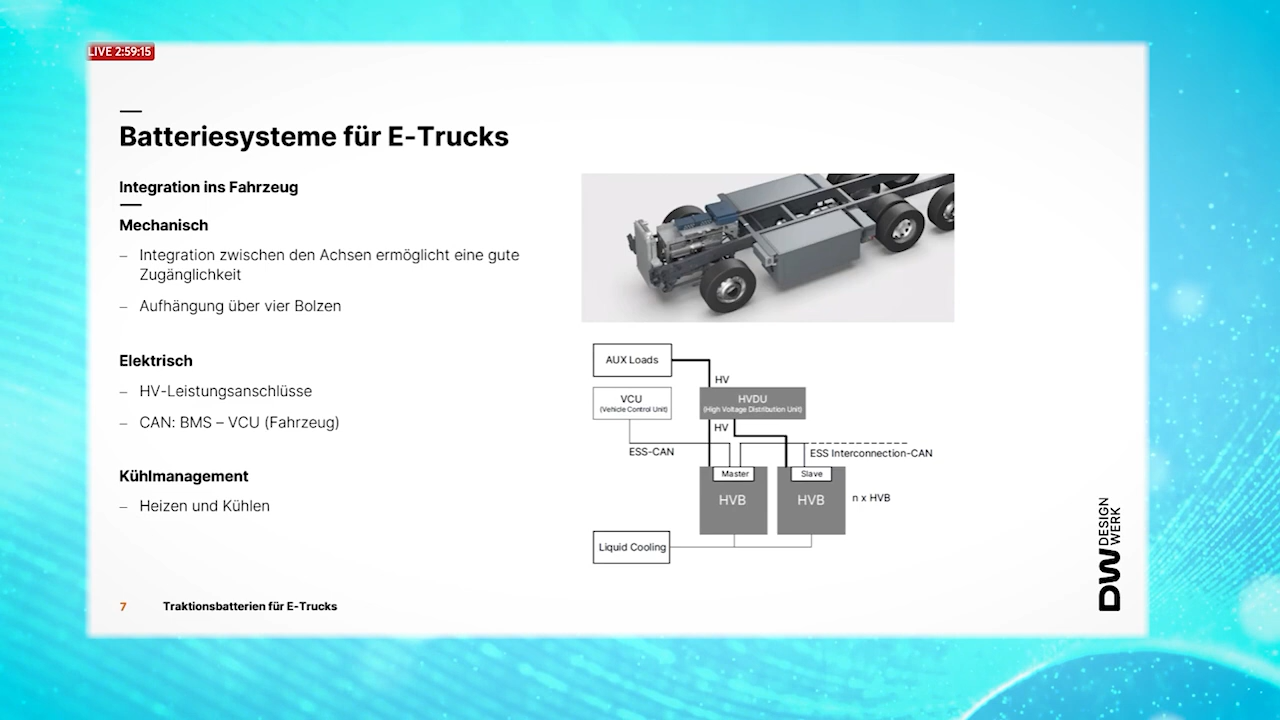 LIVE 2:59:15
Batteriesysteme für E-Trucks
Integration ins Fahrzeug
Mechanisch
– Integration zwischen den Achsen ermöglicht eine gute
Zugänglichkeit
– Aufhängung über vier Bolzen
Elektrisch
– HV-Leistungsanschlüsse
– CAN: BMS – VCU (Fahrzeug)
Kühlmanagement
– Heizen und Kühlen
AUX Loads
HV
VCU
(Vehicle Control Unit)
HVDU
(High Voltage Distribution Unit)
HV
ESS-CAN
ESS Interconnection-CAN
Master
Slave
HVB
HVB
n x HVB
Liquid Cooling
DW DESIGN
WERK
7 Traktionsbatterien für E-Trucks